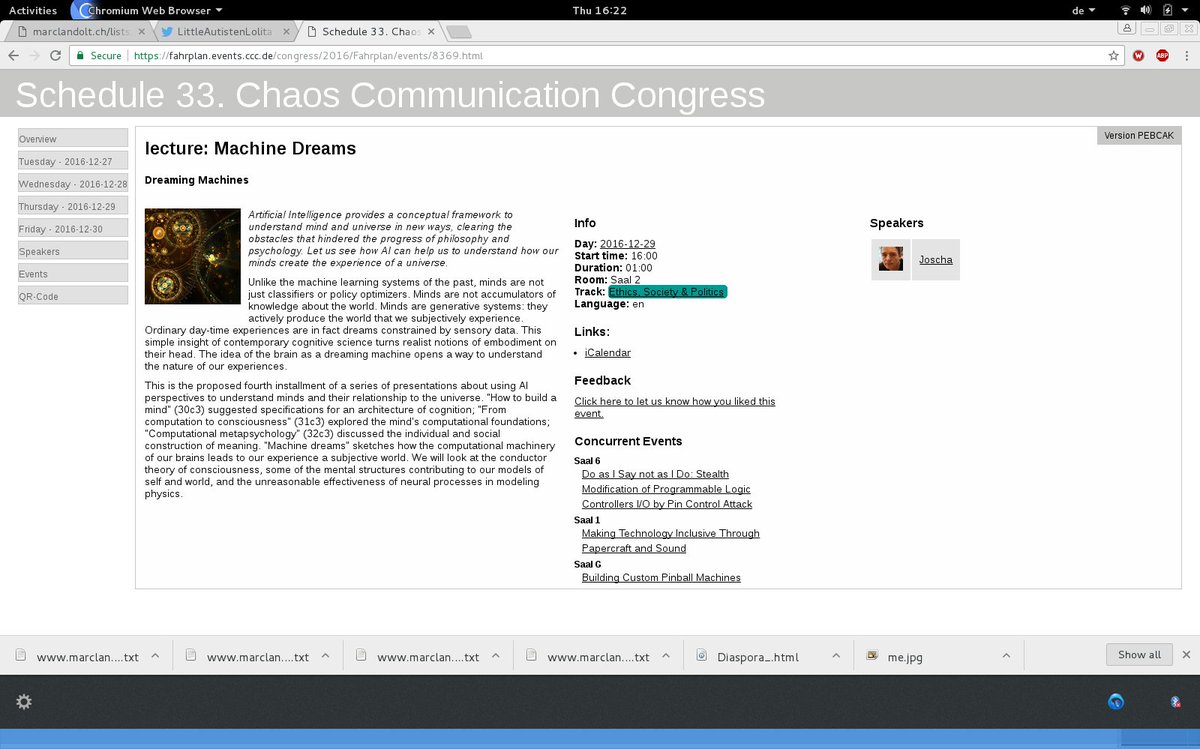 Activities Chromium Web Browser Thu 16:22 de
marclandolt.ch/lists LittleAutistenLolita Schedule 33. Chaos
Secure https://fahrplan.events.ccc.de/congress/2016/Fahrplan/events/8369.html W ABP
Schedule 33. Chaos Communication Congress
Overview
Tuesday - 2016-12-27
Wednesday - 2016-12-28
Thursday - 2016-12-29
Friday - 2016-12-30
Speakers
Events
QR-Code
Version PEBCAK
lecture: Machine Dreams
Dreaming Machines
Artificial Intelligence provides a conceptual framework to
understand mind and universe in new ways, clearing the
obstacles that hindered the progress of philosophy and
psychology. Let us see how AI can help us to understand how our
minds create the experience of a universe.
Unlike the machine learning systems of the past, minds are not
just classifiers or policy optimizers. Minds are not accumulators of
knowledge about the world. Minds are generative systems: they
actively produce the world that we subjectively experience.
Ordinary day-time experiences are in fact dreams constrained by sensory data. This
simple insight of contemporary cognitive science turns realist notions of embodiment on
their head. The idea of the brain as a dreaming machine opens a way to understand
the nature of our experiences.
This is the proposed fourth installment of a series of presentations about using AI
perspectives to understand minds and their relationship to the universe. "How to build a
mind" (30c3) suggested specifications for an architecture of cognition; "From
computation to consciousness" (31c3) explored the mind's computational foundations;
"Computational metapsychology" (32c3) discussed the individual and social
construction of meaning. "Machine dreams" sketches how the computational machinery
of our brains leads to our experience a subjective world. We will look at the conductor
theory of consciousness, some of the mental structures contributing to our models of
self and world, and the unreasonable effectiveness of neural processes in modeling
physics.
Info
Day: 2016-12-29
Start time: 16:00
Duration: 01:00
Room: Saal 2
Track: Ethics, Society & Politics
Language: en
Links:
iCalendar
Feedback
Click here to let us know how you liked this
event.
Concurrent Events
Saal 6
Do as I Say not as I Do: Stealth
Modification of Programmable Logic
Controllers I/O by Pin Control Attack
Saal 1
Making Technology Inclusive Through
Papercraft and Sound
Saal G
Building Custom Pinball Machines
Speakers
Joscha
www.marclan....txt www.marclan....txt www.marclan....txt www.marclan....txt Diaspora_.html me.jpg Show all